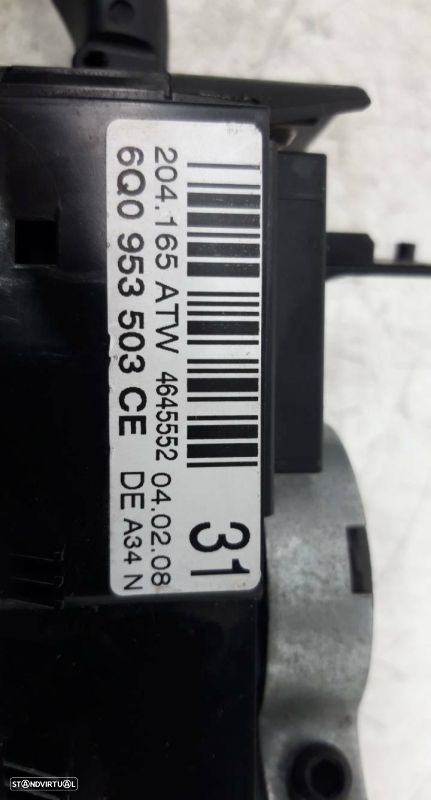 31
204.165 ATW 4645552 04.02.08
6Q0 953 503 CE DE A34 N
STANDVIRTUAL